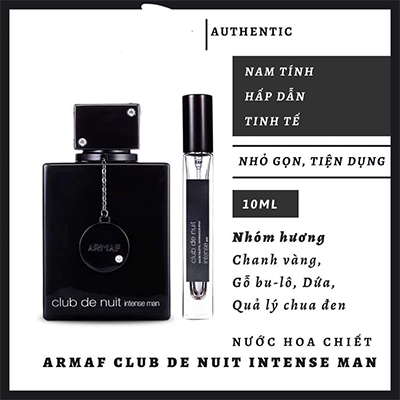 AUTHENTIC
NAM TÍNH
HẤP DẪN
TINH TẾ
NHỎ GỌN, TIỆN DỤNG
10ML
Nhóm hương
Chanh vàng,
Gỗ bu-lô, Dứa,
Quả lý chua đen
NƯỚC HOA CHIẾT
ARMAF CLUB DE NUIT INTENSE MAN
ARMAF
club de nuit intense man
club de nuit
intense man